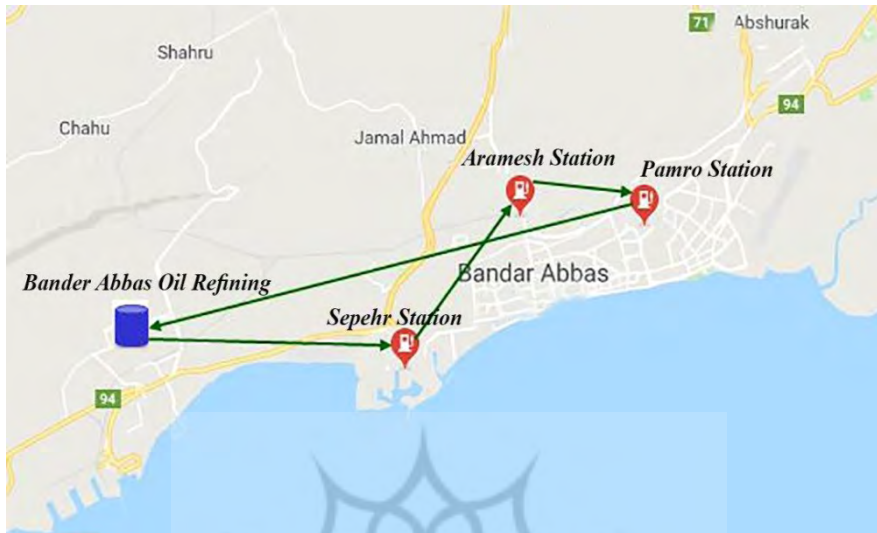 71
Abshurak
Shahru
94
Chahu
Jamal Ahmad
Aramesh Station
Pamro Station
Bandar Abbas
Bander Abbas Oil Refining
Sepehr Station
94